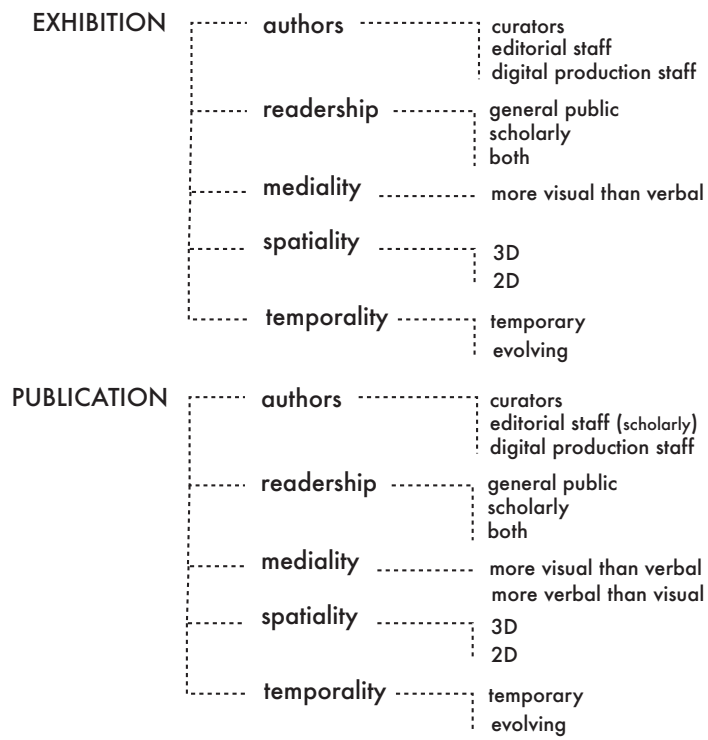 EXHIBITION authors curators
editorial staff
digital production staff
readership general public
scholarly
both
mediality more visual than verbal
spatiality 3D
2D
temporality temporary
evolving
PUBLICATION authors curators
editorial staff (scholarly)
digital production staff
readership general public
scholarly
both
mediality more visual than verbal
more verbal than visual
spatiality 3D
2D
temporality temporary
evolving